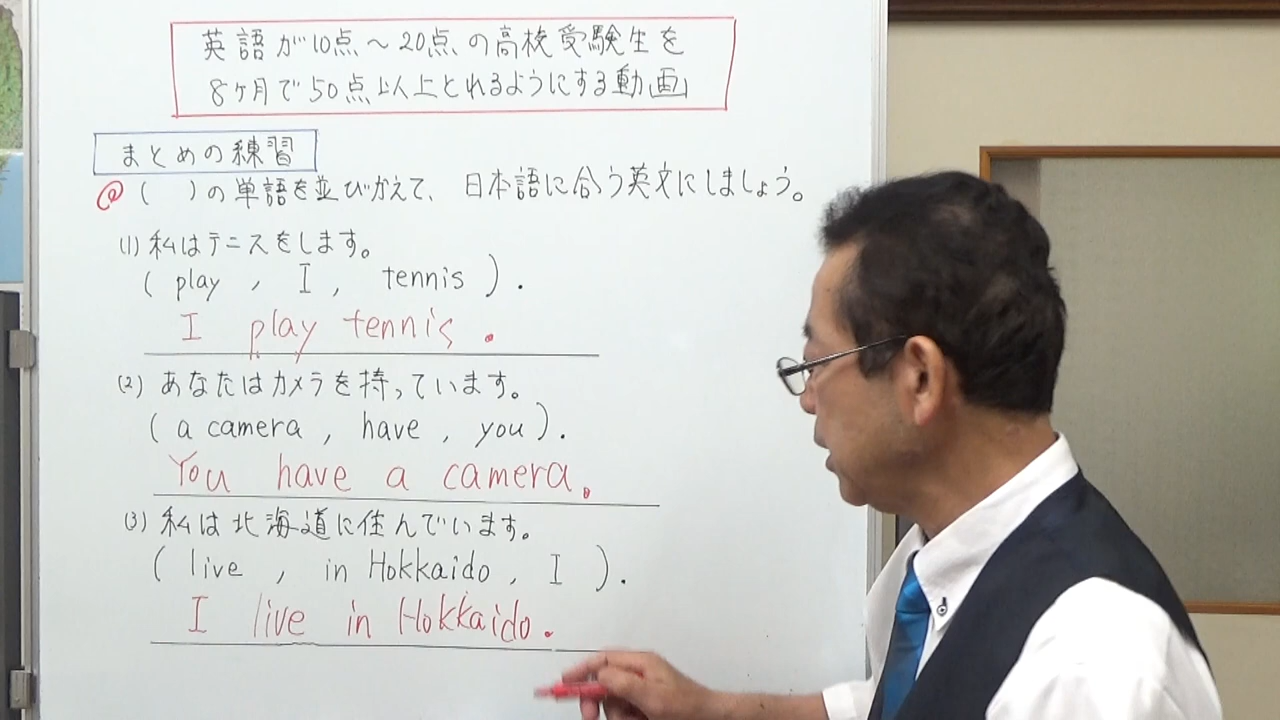 英語が10点〜20点の高校受験生を
8ヶ月で50点以上とれるようにする動画
まとめの練習
@ ( )の単語を並びかえて、日本語に合う英文にしましょう。
(1) 私はテニスをします。
( play , I , tennis ).
I play tennis.
(2) あなたはカメラを持っています。
( a camera , have , you ).
You have a camera.
(3) 私は北海道に住んでいます。
( live , in Hokkaido , I ).
I live in Hokkaido.